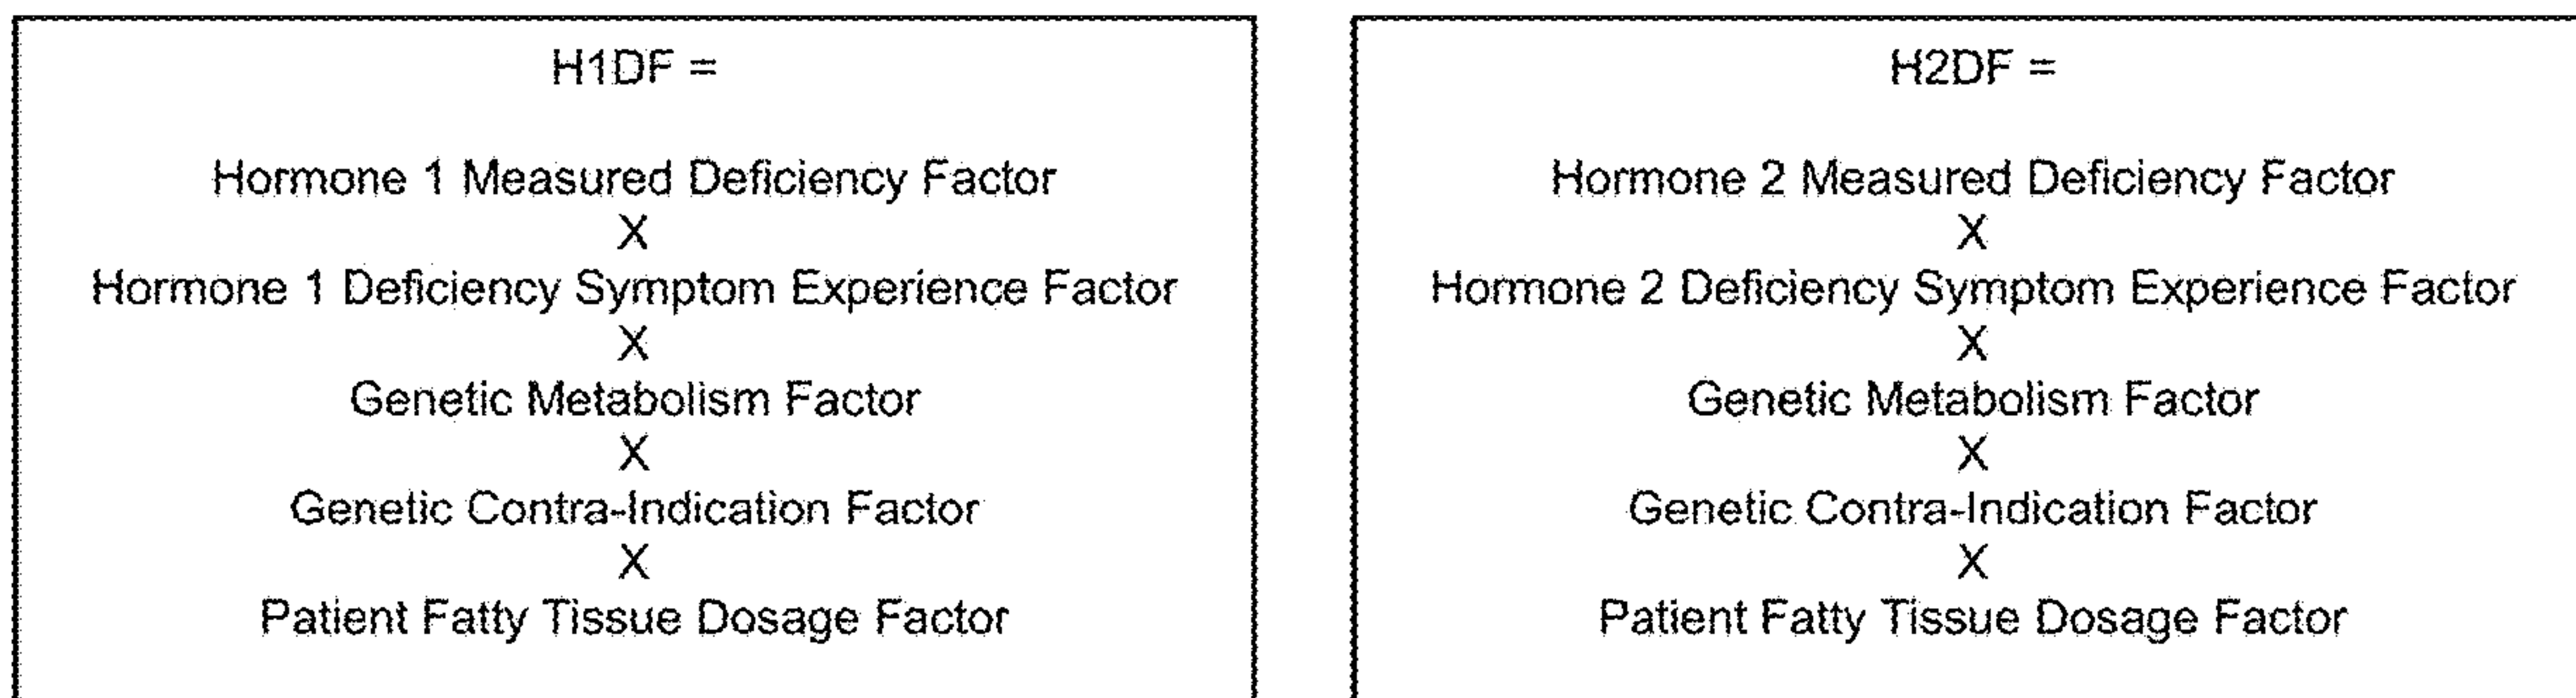 H1DF =
Hormone 1 Measured Deficiency Factor
X
Hormone 1 Deficiency Symptom Experience Factor
X
Genetic Metabolism Factor
X
Genetic Contra-Indication Factor
X
Patient Fatty Tissue Dosage Factor
H2DF =
Hormone 2 Measured Deficiency Factor
X
Hormone 2 Deficiency Symptom Experience Factor
X
Genetic Metabolism Factor
X
Genetic Contra-Indication Factor
X
Patient Fatty Tissue Dosage Factor